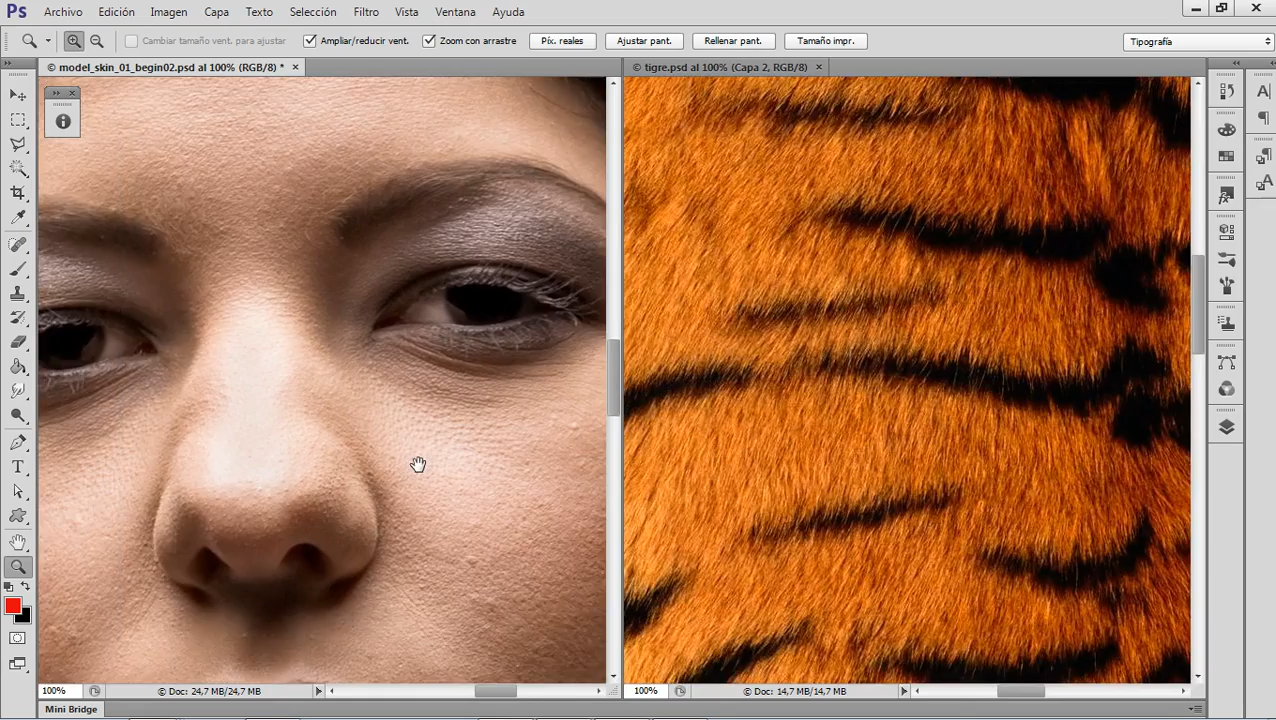 Ps Archivo Edición Imagen Capa Texto Selección Filtro Vista Ventana Ayuda
Cambiar tamaño vent. para ajustar Ampliar/reducir vent. Zoom con arrastre Píx. reales Ajustar pant. Rellenar pant. Tamaño impr. Tipografía
© model_skin_01_begin02.psd al 100% (RGB/8) * × © tigre.psd al 100% (Capa 2, RGB/8) ×
100% © Doc: 24,7 MB/24,7 MB 100% © Doc: 14,7 MB/14,7 MB
Mini Bridge